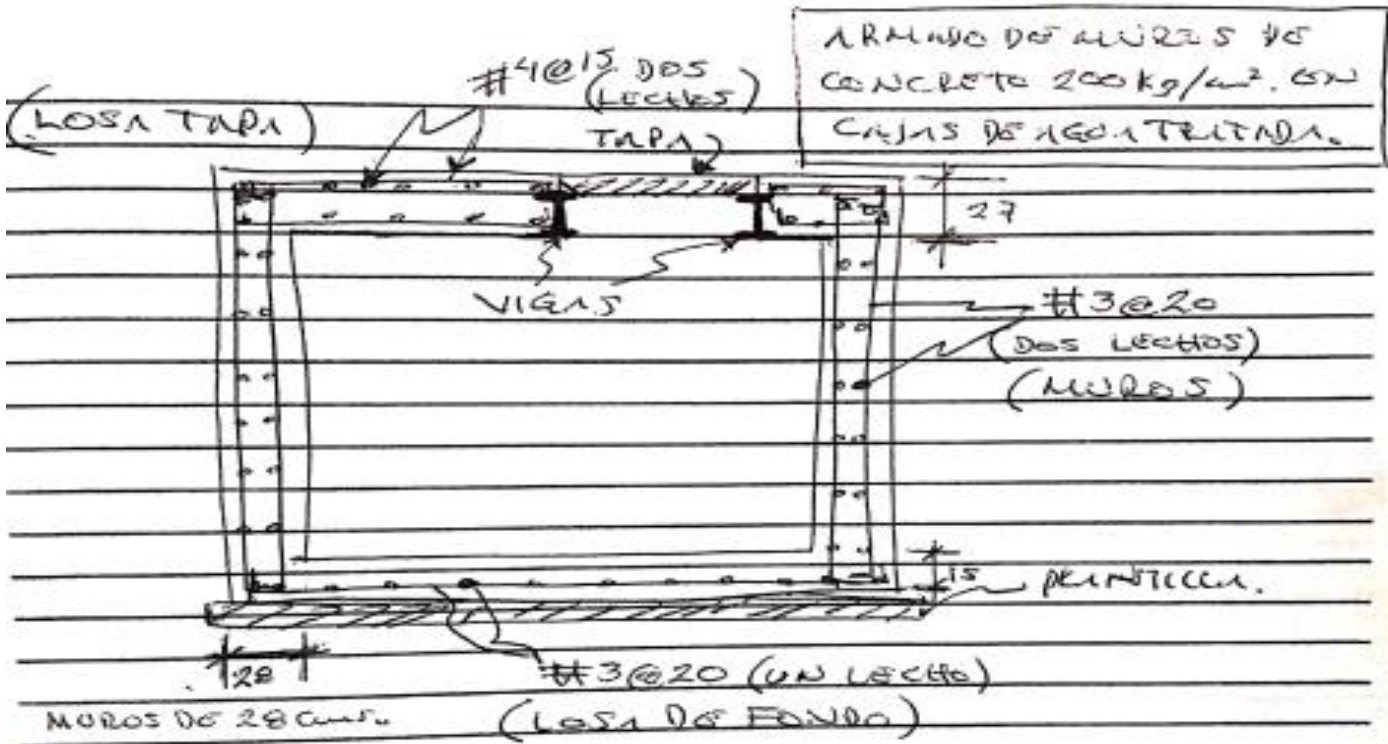 ARMADO DE MUROS DE
CONCRETO 200 Kg/cm². EN
CAJAS DE AGUA TRATADA.
#4@15 DOS
(LECHOS)
(LOSA TAPA)
TAPA
27
VIGAS
#3@20
(DOS LECHOS)
(MUROS)
15
PLANTILLA.
28
#3@20 (UN LECHO)
MUROS DE 28 cms.
(LOSA DE FONDO)